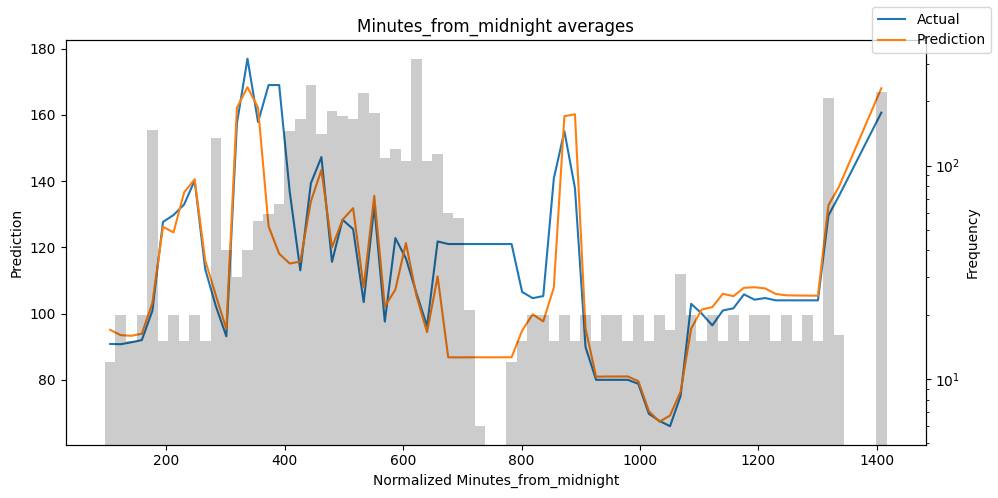 Minutes_from_midnight averages
Actual
Prediction
180
160
140
120
100
80
Prediction
10²
10¹
Frequency
200 400 600 800 1000 1200 1400
Normalized Minutes_from_midnight